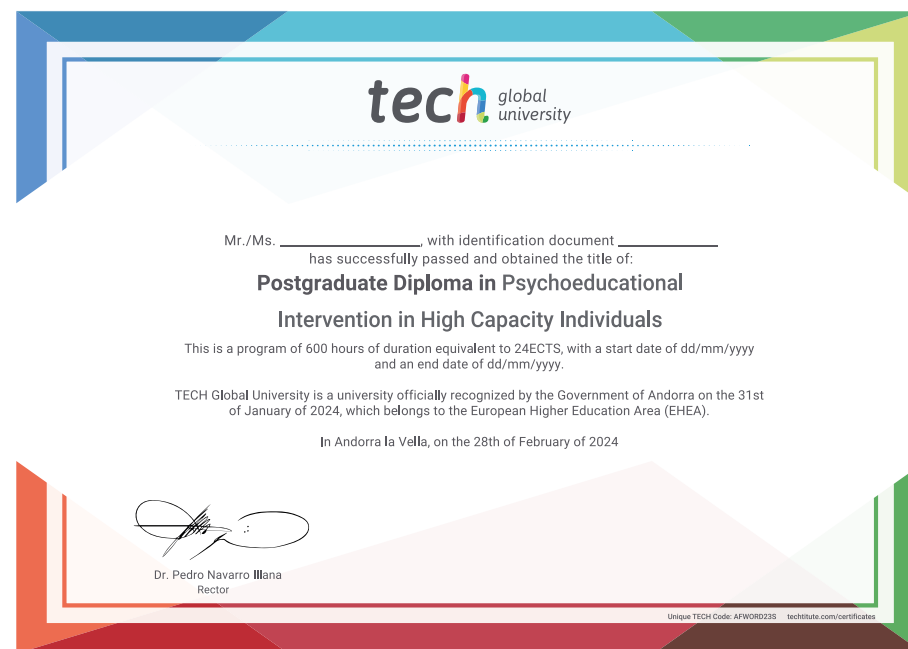 tech global
university
Mr./Ms. ____________________, with identification document ______________
has successfully passed and obtained the title of:
Postgraduate Diploma in Psychoeducational
Intervention in High Capacity Individuals
This is a program of 600 hours of duration equivalent to 24ECTS, with a start date of dd/mm/yyyy
and an end date of dd/mm/yyyy.
TECH Global University is a university officially recognized by the Government of Andorra on the 31st
of January of 2024, which belongs to the European Higher Education Area (EHEA).
In Andorra la Vella, on the 28th of February of 2024
Dr. Pedro Navarro Illana
Rector
Unique TECH Code: AFWORD23S techtitute.com/certificates